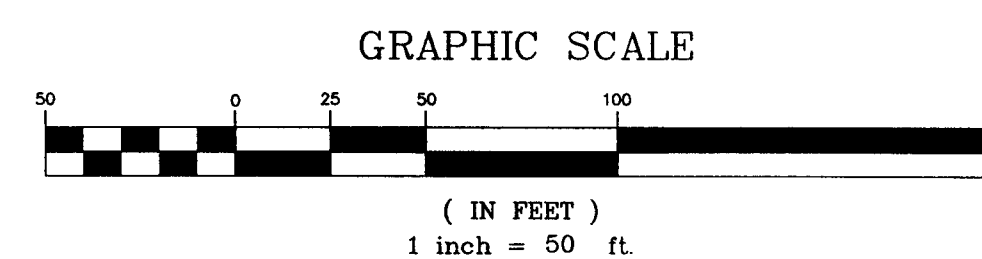 GRAPHIC SCALE
50 0 25 50 100
( IN FEET )
1 inch = 50 ft.